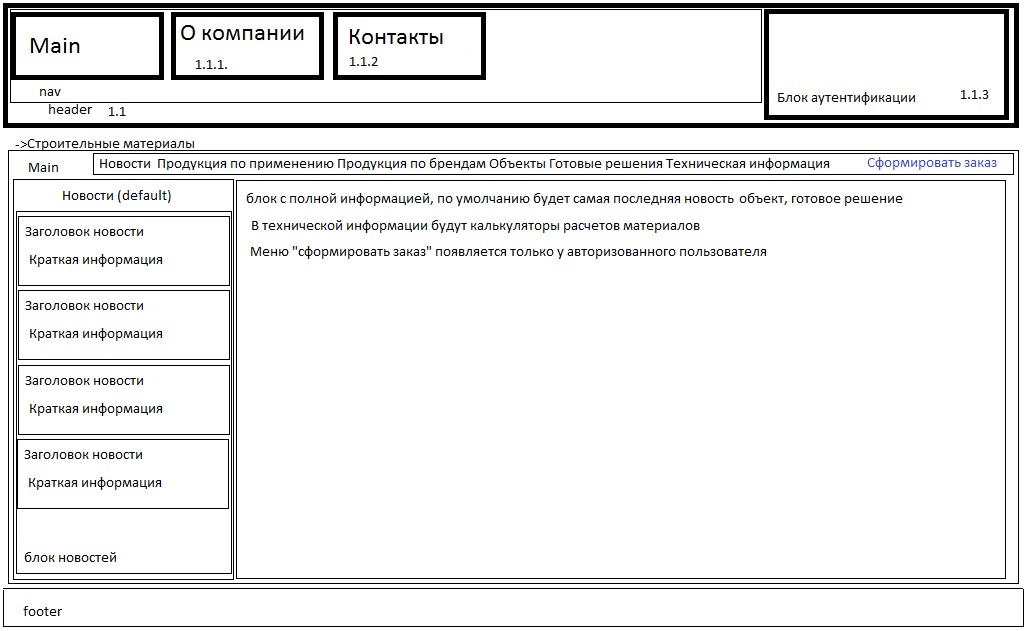 Main
О компании
1.1.1.
Контакты
1.1.2
Блок аутентификации 1.1.3
nav
header 1.1
->Строительные материалы
Main
Новости Продукция по применению Продукция по брендам Объекты Готовые решения Техническая информация Сформировать заказ
Новости (default)
Заголовок новости
Краткая информация
Заголовок новости
Краткая информация
Заголовок новости
Краткая информация
Заголовок новости
Краткая информация
блок новостей
блок с полной информацией, по умолчанию будет самая последняя новость объект, готовое решение
В технической информации будут калькуляторы расчетов материалов
Меню "сформировать заказ" появляется только у авторизованного пользователя
footer